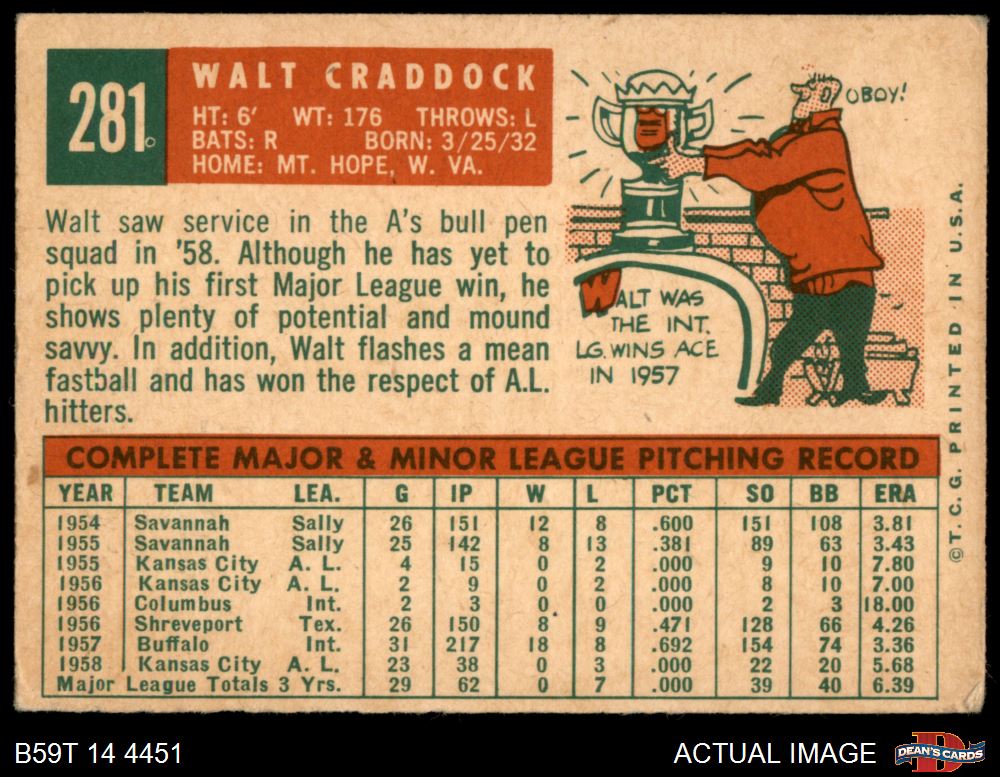 281
WALT CRADDOCK
HT: 6' WT: 176 THROWS: L
BATS: R BORN: 3/25/32
HOME: MT. HOPE, W. VA.
Walt saw service in the A's bull pen
squad in '58. Although he has yet to
pick up his first Major League win, he
shows plenty of potential and mound
savvy. In addition, Walt flashes a mean
fastball and has won the respect of A.L.
hitters.
OBOY!
WALT WAS
THE INT.
LG. WINS ACE
IN 1957
COMPLETE MAJOR & MINOR LEAGUE PITCHING RECORD
YEAR TEAM LEA. G IP W L PCT SO BB ERA
1954 Savannah Sally 26 151 12 8 .600 151 108 3.81
1955 Savannah Sally 25 142 8 13 .381 89 63 3.43
1955 Kansas City A. L. 4 15 0 2 .000 9 10 7.80
1956 Kansas City A. L. 2 9 0 2 .000 8 10 7.00
1956 Columbus Int. 2 3 0 0 .000 2 3 18.00
1956 Shreveport Tex. 26 150 8 9 .471 128 66 4.26
1957 Buffalo Int. 31 217 18 8 .692 154 74 3.36
1958 Kansas City A. L. 23 38 0 3 .000 22 20 5.68
Major League Totals 3 Yrs. 29 62 0 7 .000 39 40 6.39
© T. C. G. PRINTED IN U.S.A.
B59T 14 4451
ACTUAL IMAGE
D
DEAN'S CARDS